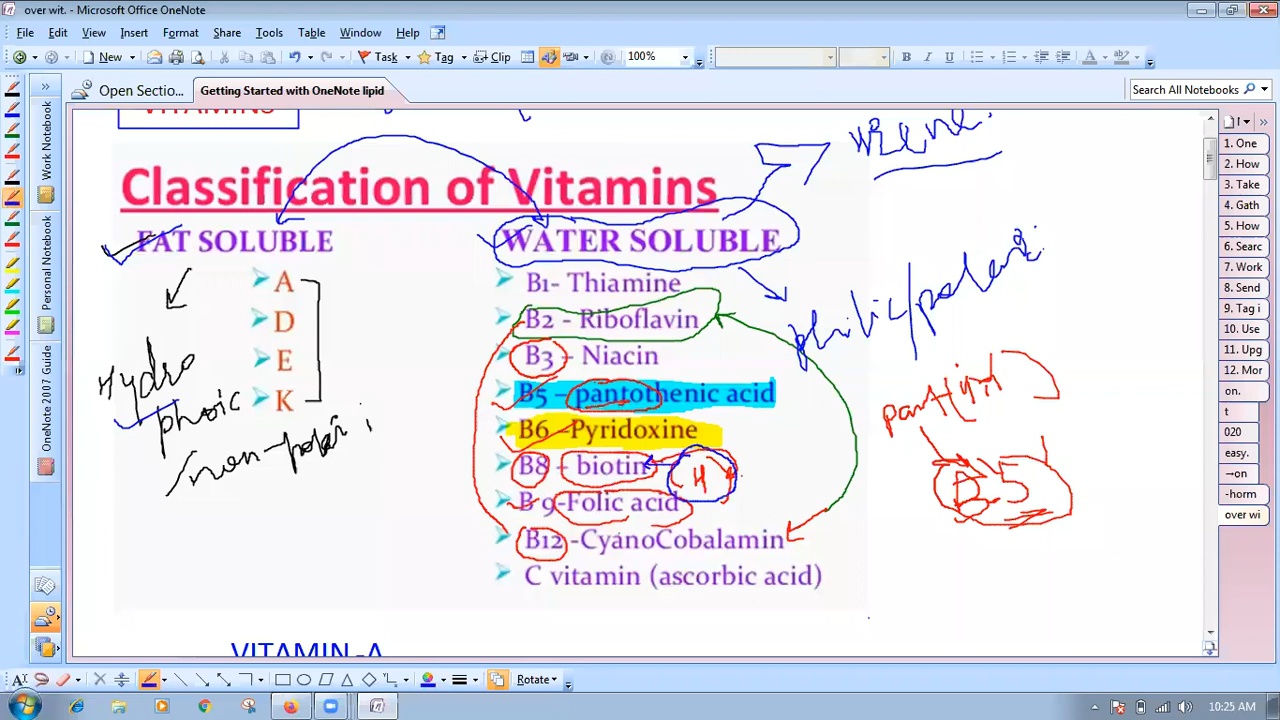 over wit. - Microsoft Office OneNote
File Edit View Insert Format Share Tools Table Window Help
New Task Tag Clip 100%
Open Sectio... Getting Started with OneNote lipid Search All Notebooks
VITAMINS
Classification of Vitamins
FAT SOLUBLE
A
D
E
K
Hydro
phoic
non-polar
WATER SOLUBLE
B1- Thiamine
B2 - Riboflavin
B3 - Niacin
B5 - pantothenic acid
B6 -Pyridoxine
B8 - biotin H
B 9-Folic acid
B12 -CyanoCobalamin
C vitamin (ascorbic acid)
philic/polar
B5
VITAMIN -A
Work Notebook
Personal Notebook
OneNote 2007 Guide
1. One
2. How
3. Take
4. Gath
5. How
6. Searc
7. Work
8. Send
9. Tag i
10. Use
11. Upg
12. Mor
on.
t
020
easy.
→on
-horm
over wi
Rotate
10:25 AM